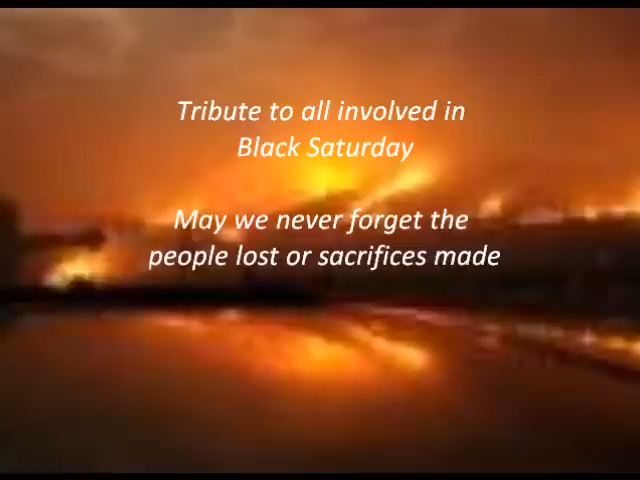 Tribute to all involved in
Black Saturday
May we never forget the
people lost or sacrifices made